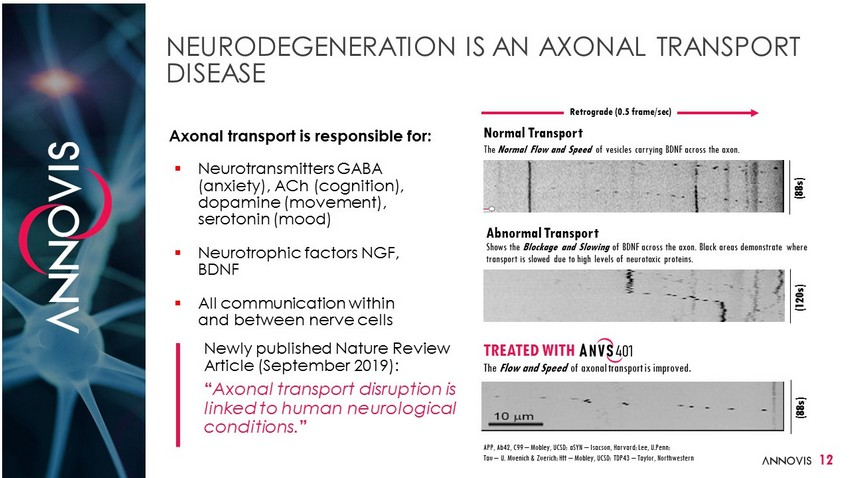 ANNOVIS
NEURODEGENERATION IS AN AXONAL TRANSPORT
DISEASE
Axonal transport is responsible for:
▪ Neurotransmitters GABA
(anxiety), ACh (cognition),
dopamine (movement),
serotonin (mood)
▪ Neurotrophic factors NGF,
BDNF
▪ All communication within
and between nerve cells
Newly published Nature Review
Article (September 2019):
“Axonal transport disruption is
linked to human neurological
conditions.”
Retrograde (0.5 frame/sec)
Normal Transport
The Normal Flow and Speed of vesicles carrying BDNF across the axon.
(88s)
Abnormal Transport
Shows the Blockage and Slowing of BDNF across the axon. Black areas demonstrate where
transport is slowed due to high levels of neurotoxic proteins.
(120s)
TREATED WITH ANVS401
The Flow and Speed of axonal transport is improved.
10 µm
(88s)
APP, Ab42, C99 – Mobley, UCSD; aSYN – Isacson, Harvard; Lee, U.Penn;
Tau – U. Munich & Zurich; Htt – Mobley, UCSD; TDP43 – Taylor, Northwestern
ANNOVIS 12